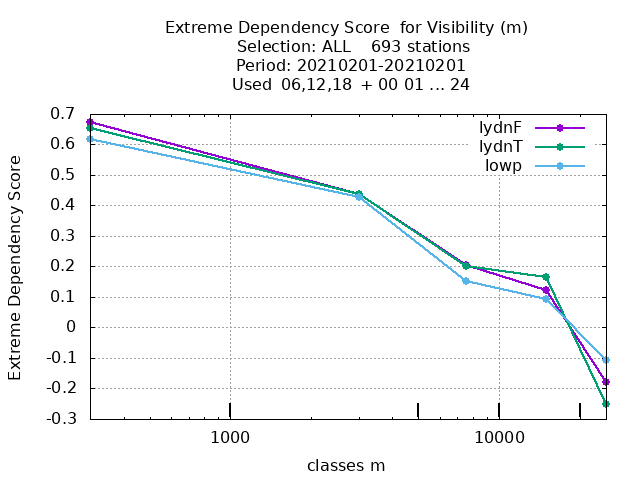 Extreme Dependency Score  for Visibility (m)
Selection: ALL    693 stations
Period: 20210201-20210201
Used  06,12,18  + 00 01 ... 24
lydnF
lydnT
lowp
Extreme Dependency Score
0.7
0.6
0.5
0.4
0.3
0.2
0.1
0
-0.1
-0.2
-0.3
1000
10000
classes m